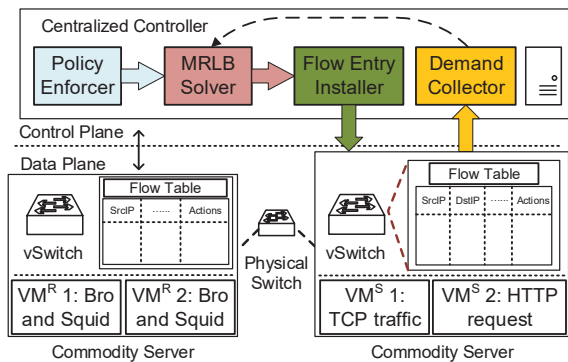 Centralized Controller
Policy Enforcer
MRLB Solver
Flow Entry Installer
Demand Collector
Control Plane
Data Plane
Flow Table
SrcIP ...... Actions
vSwitch
VM^R 1: Bro and Squid
VM^R 2: Bro and Squid
Commodity Server
Physical Switch
Flow Table
SrcIP DstIP ...... Actions
vSwitch
VM^S 1: TCP traffic
VM^S 2: HTTP request
Commodity Server